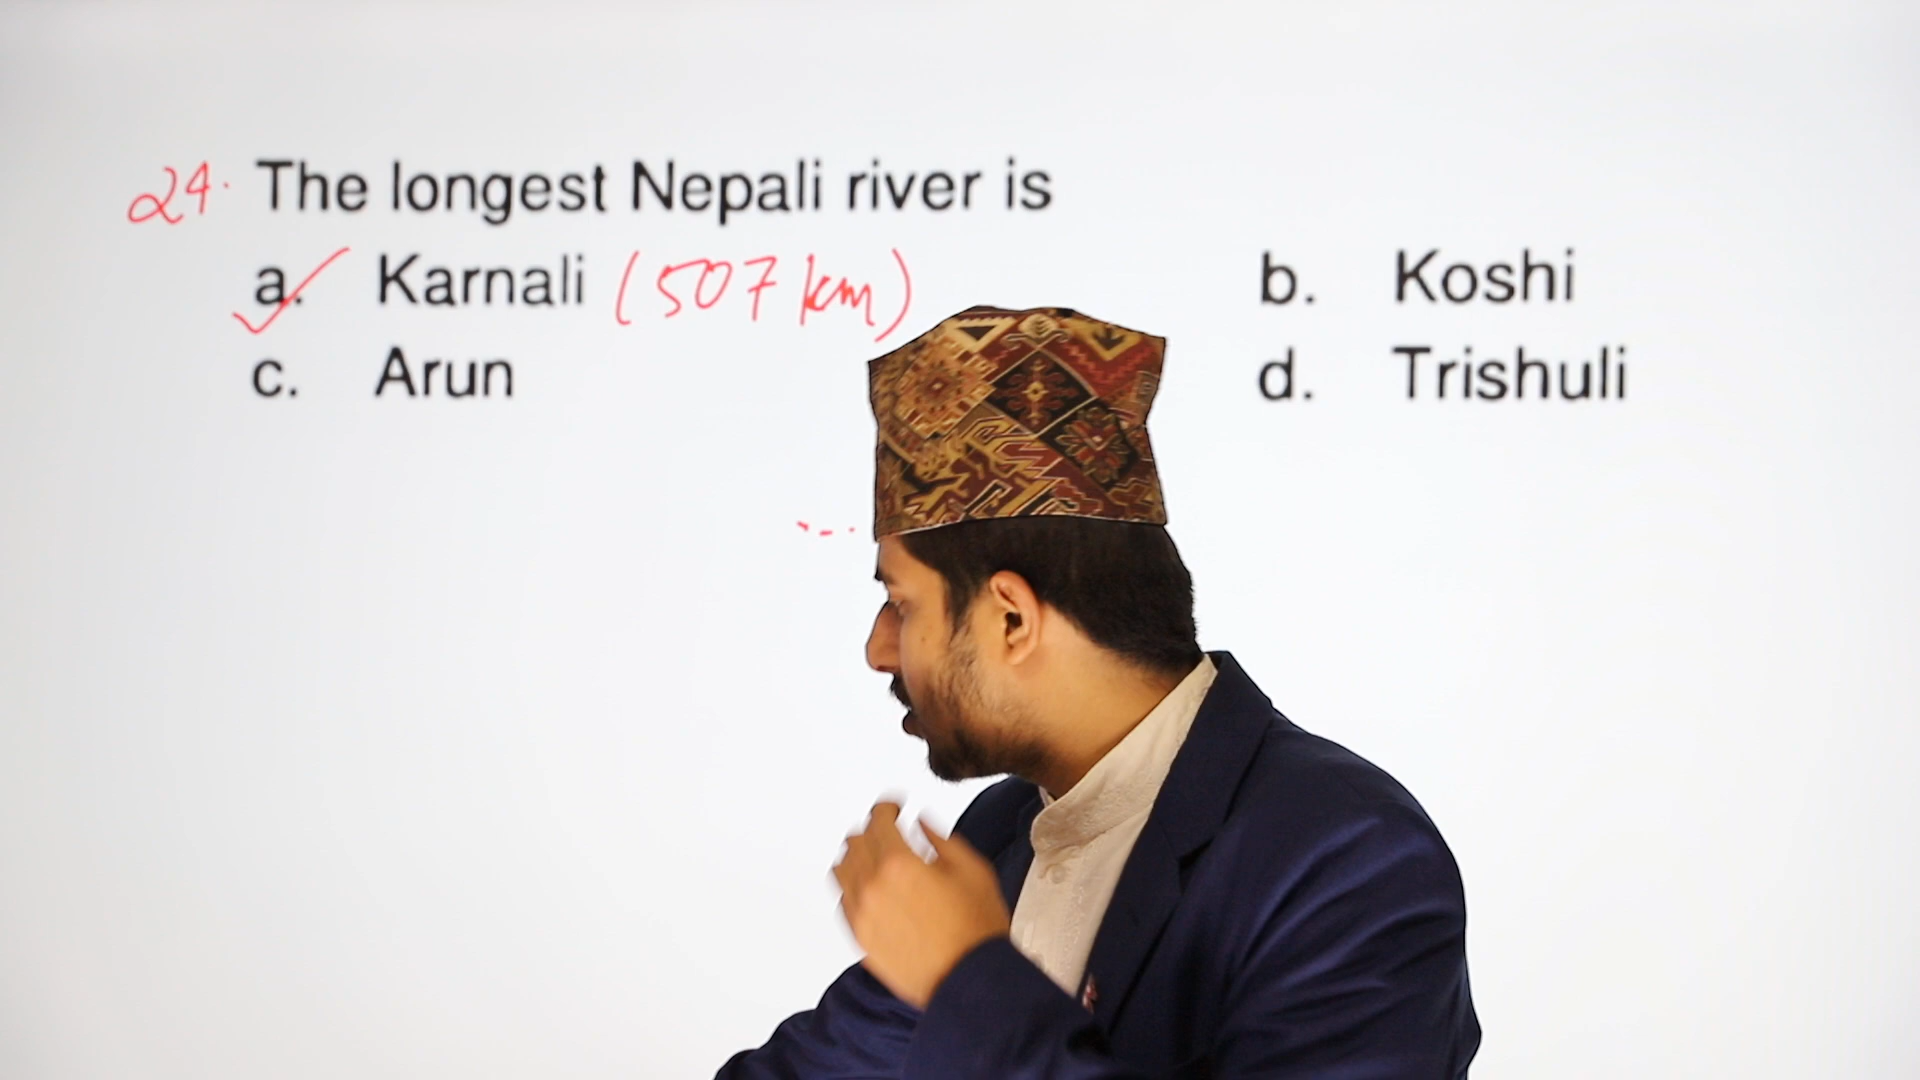 24. The longest Nepali river is
a. Karnali (507 km)
b. Koshi
c. Arun
d. Trishuli